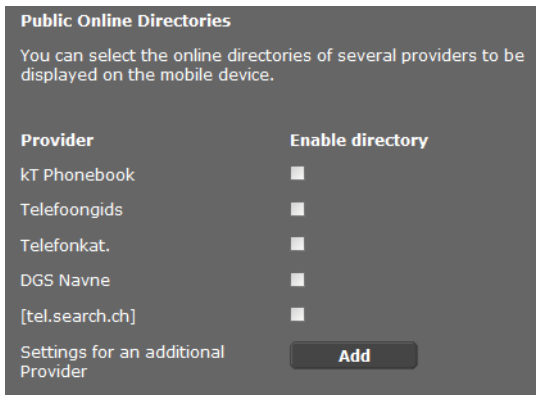 Public Online Directories
You can select the online directories of several providers to be
displayed on the mobile device.
Provider Enable directory
kT Phonebook
Telefoongids
Telefonkat.
DGS Navne
[tel.search.ch]
Settings for an additional
Provider
Add